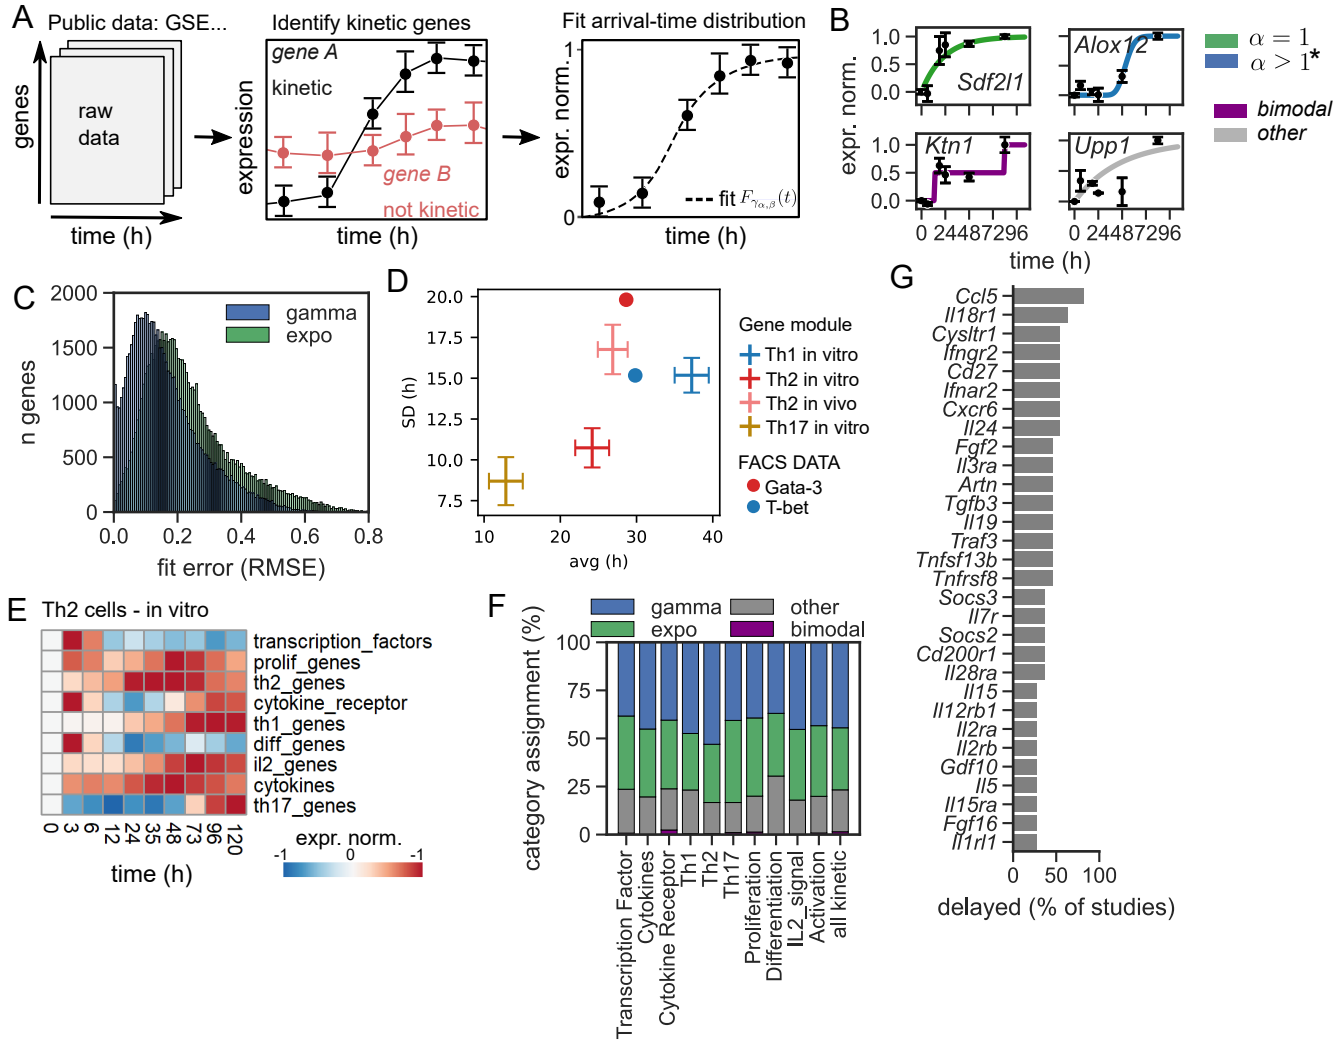 A
Public data: GSE...
genes
raw
data
time (h)
Identify kinetic genes
expression
gene A
kinetic
gene B
not kinetic
time (h)
Fit arrival-time distribution
expr. norm.
1
0
fit Fγα,β(t)
time (h)
B
expr. norm.
1.0
0.5
0.0
Sdf2l1
Alox12
1.0
0.5
0.0
Ktn1
Upp1
0 24487296
0 24487296
time (h)
α = 1
α > 1*
bimodal
other
C
n genes
2000
1500
1000
500
0
gamma
expo
0.0 0.2 0.4 0.6 0.8
fit error (RMSE)
D
SD (h)
20.0
17.5
15.0
12.5
10.0
7.5
10 20 30 40
avg (h)
Gene module
Th1 in vitro
Th2 in vitro
Th2 in vivo
Th17 in vitro
FACS DATA
Gata-3
T-bet
E
Th2 cells - in vitro
transcription_factors
prolif_genes
th2_genes
cytokine_receptor
th1_genes
diff_genes
il2_genes
cytokines
th17_genes
0 3 6 12 24 35 48 73 96 120
time (h)
expr. norm.
-1 0 -1
F
gamma
expo
other
bimodal
category assignment (%)
100
75
50
25
0
Transcription Factor
Cytokines
Cytokine Receptor
Th1
Th2
Th17
Proliferation
Differentiation
IL2_signal
Activation
all kinetic
G
Ccl5
Il18r1
Cysltr1
Ifngr2
Cd27
Ifnar2
Cxcr6
Il24
Fgf2
Il3ra
Artn
Tgfb3
Il19
Traf3
Tnfsf13b
Tnfrsf8
Socs3
Il7r
Socs2
Cd200r1
Il28ra
Il15
Il12rb1
Il2ra
Il2rb
Gdf10
Il5
Il15ra
Fgf16
Il1rl1
0 50 100
delayed (% of studies)